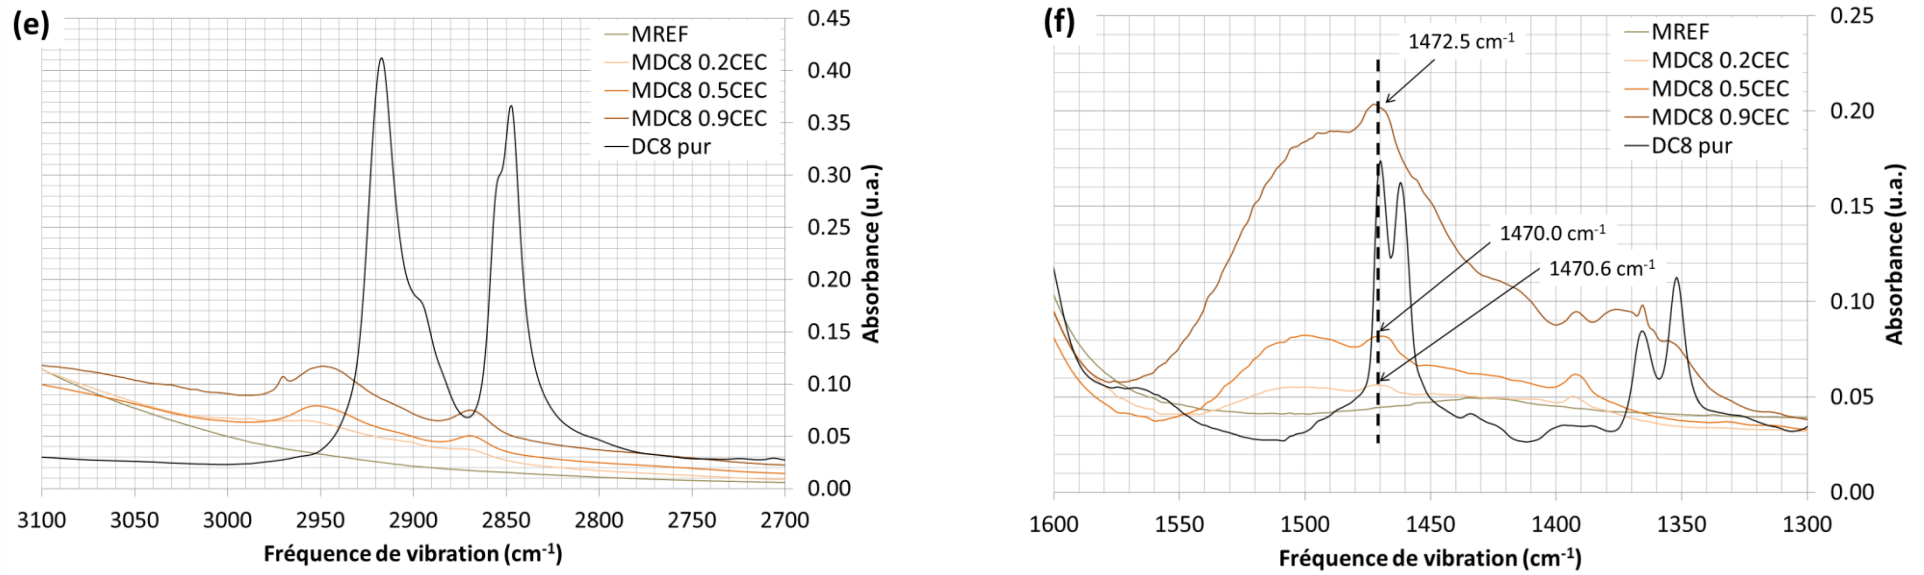 (e)
MREF
MDC8 0.2CEC
MDC8 0.5CEC
MDC8 0.9CEC
DC8 pur
0.45
0.40
0.35
0.30
0.25
0.20
0.15
0.10
0.05
0.00
Absorbance (u.a.)
3100 3050 3000 2950 2900 2850 2800 2750 2700
Fréquence de vibration (cm-1)
(f)
1472.5 cm-1
1470.0 cm-1
1470.6 cm-1
MREF
MDC8 0.2CEC
MDC8 0.5CEC
MDC8 0.9CEC
DC8 pur
0.25
0.20
0.15
0.10
0.05
0.00
Absorbance (u.a.)
1600 1550 1500 1450 1400 1350 1300
Fréquence de vibration (cm-1)